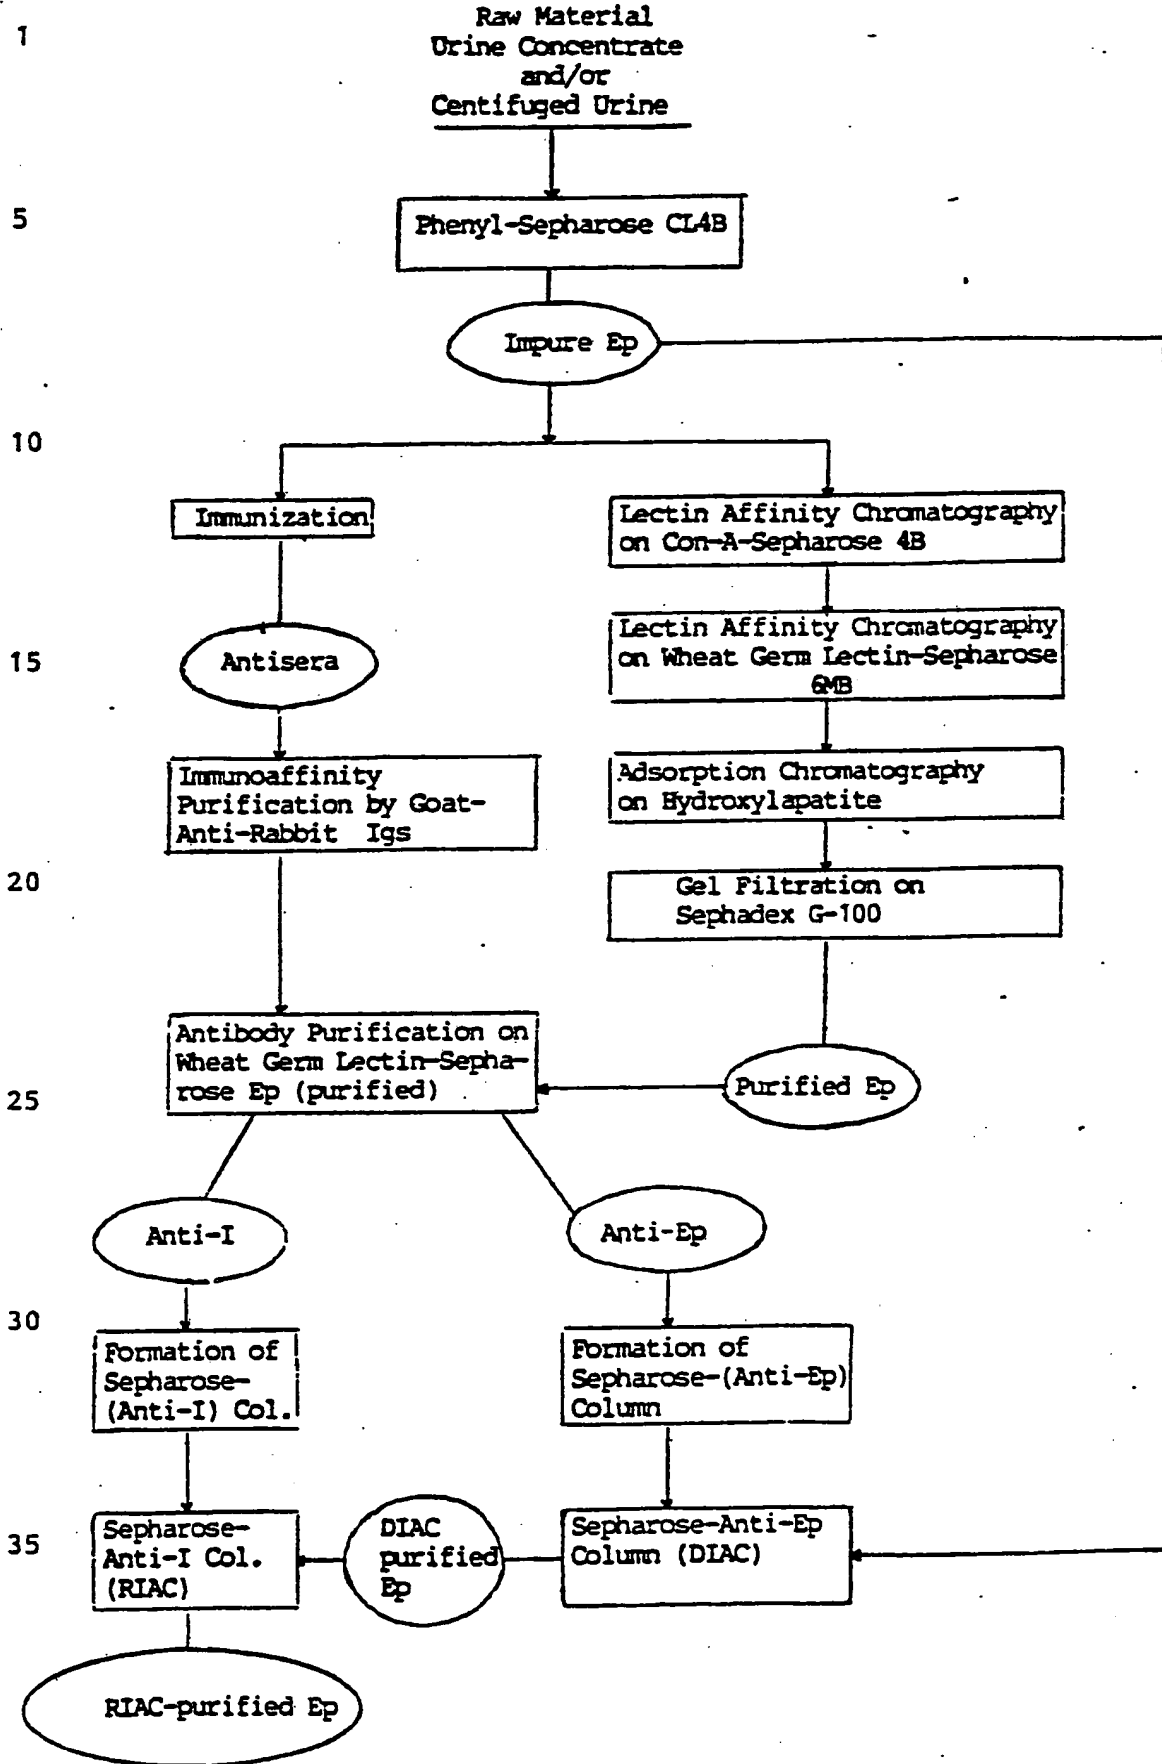 1
Raw Material
Urine Concentrate
and/or
Centifuged Urine
5
Phenyl-Sepharose CL4B
Impure Ep
10
Immunization
Lectin Affinity Chromatography
on Con-A-Sepharose 4B
Antisera
15
Lectin Affinity Chromatography
on Wheat Germ Lectin-Sepharose
6MB
Immunoaffinity
Purification by Goat-
Anti-Rabbit Igs
Adsorption Chromatography
on Hydroxylapatite
20
Gel Filtration on
Sephadex G-100
Antibody Purification on
Wheat Germ Lectin-Sepha-
rose Ep (purified)
25
Purified Ep
Anti-I
Anti-Ep
30
Formation of
Sepharose-
(Anti-I) Col.
Formation of
Sepharose-(Anti-Ep)
Column
35
Sepharose-
Anti-I Col.
(RIAC)
DIAC
purified
Ep
Sepharose-Anti-Ep
Column (DIAC)
RIAC-purified Ep